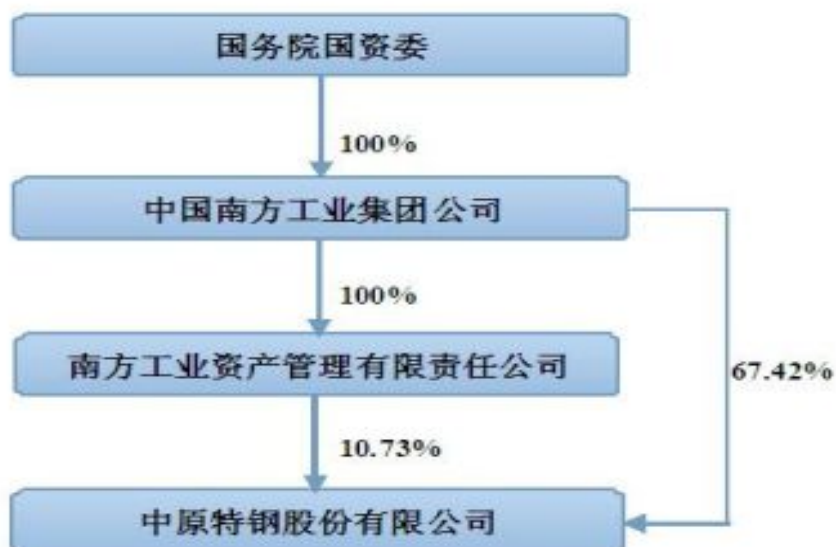 国务院国资委
100%
中国南方工业集团公司
100%
南方工业资产管理有限责任公司
67.42%
10.73%
中原特钢股份有限公司